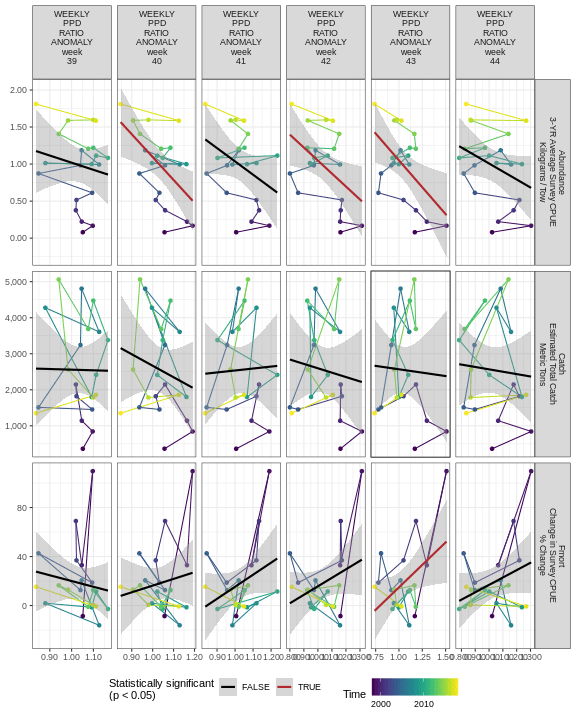 WEEKLY
PPD
RATIO
ANOMALY
week
39
WEEKLY
PPD
RATIO
ANOMALY
week
40
WEEKLY
PPD
RATIO
ANOMALY
week
41
WEEKLY
PPD
RATIO
ANOMALY
week
42
WEEKLY
PPD
RATIO
ANOMALY
week
43
WEEKLY
PPD
RATIO
ANOMALY
week
44
2.00
1.50
1.00
0.50
0.00
Abundance
3-YR Average Survey CPUE
Kilograms / Tow
5,000
4,000
3,000
2,000
1,000
Catch
Estimated Total Catch
Metric Tons
80
40
0
Fmort
Change in Survey CPUE
% Change
0.90 1.00 1.10
0.90 1.00 1.10 1.20
0.90 1.00 1.10 1.20
0.75 1.00 1.25 1.50
Statistically significant
(p < 0.05)
FALSE
TRUE
Time
2000 2010